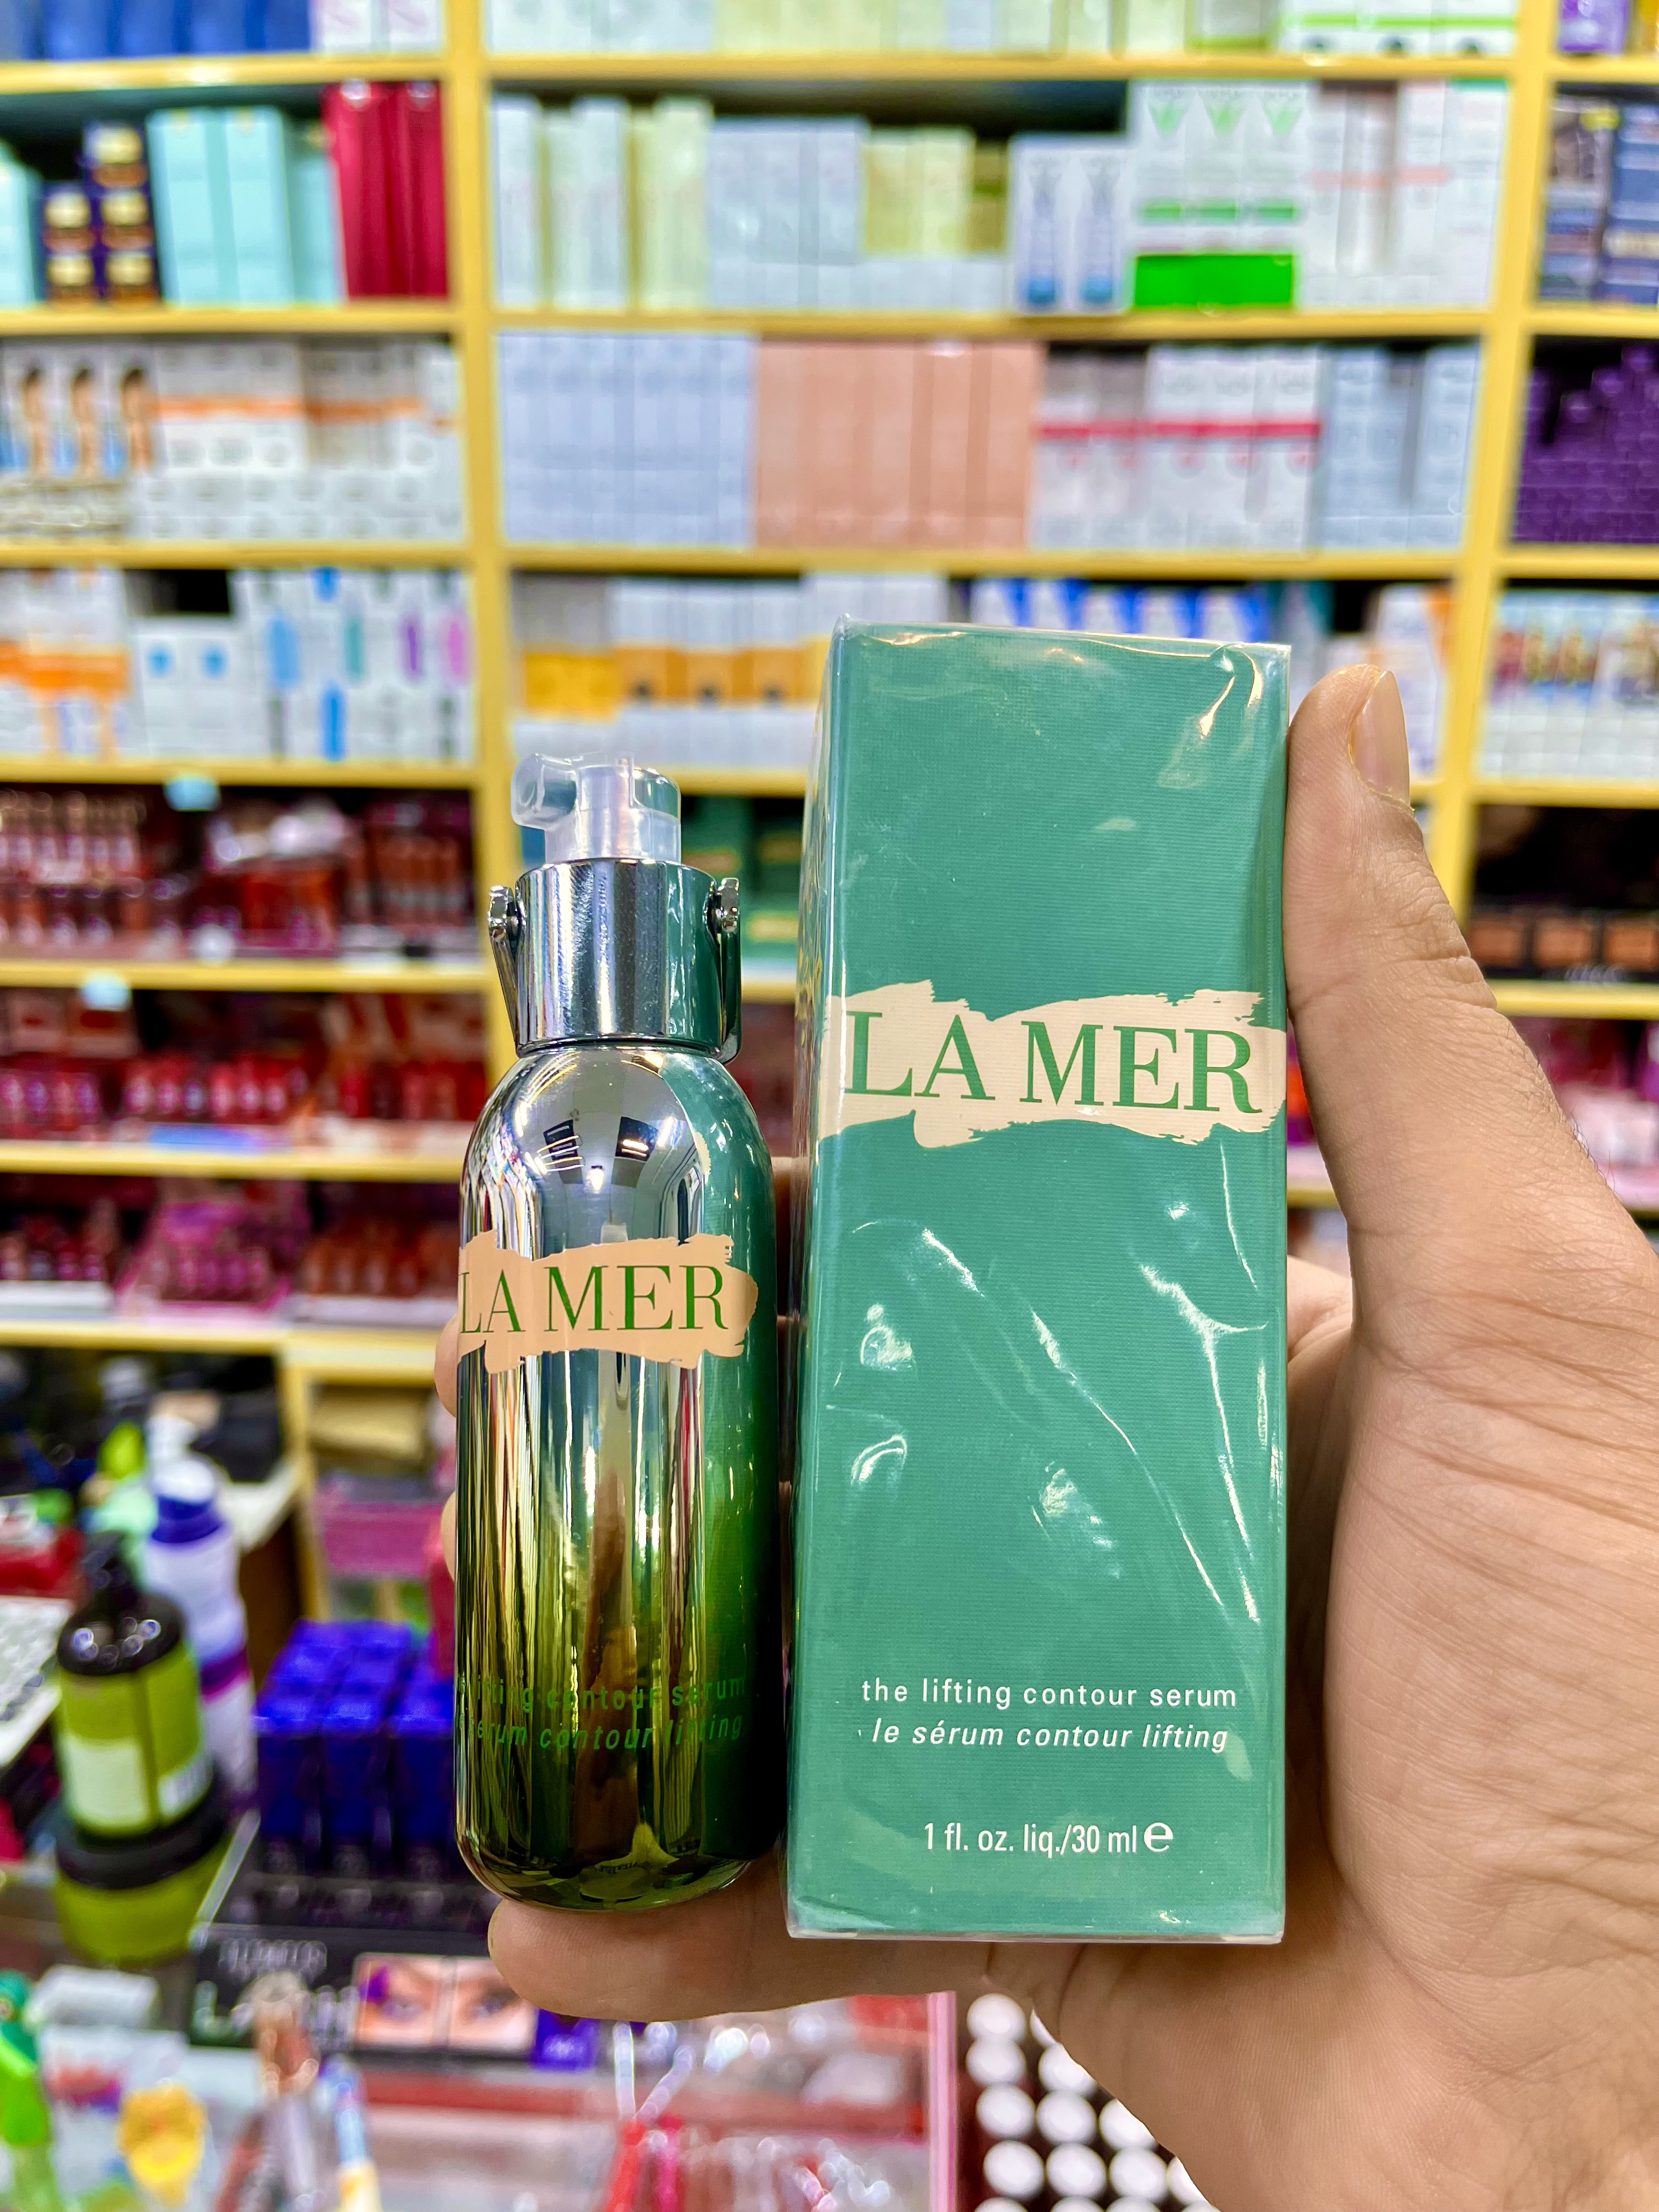 LA MER
lifting contour serum
sérum contour lifting
LA MER
the lifting contour serum
le sérum contour lifting
1 fl. oz. liq./30 ml e